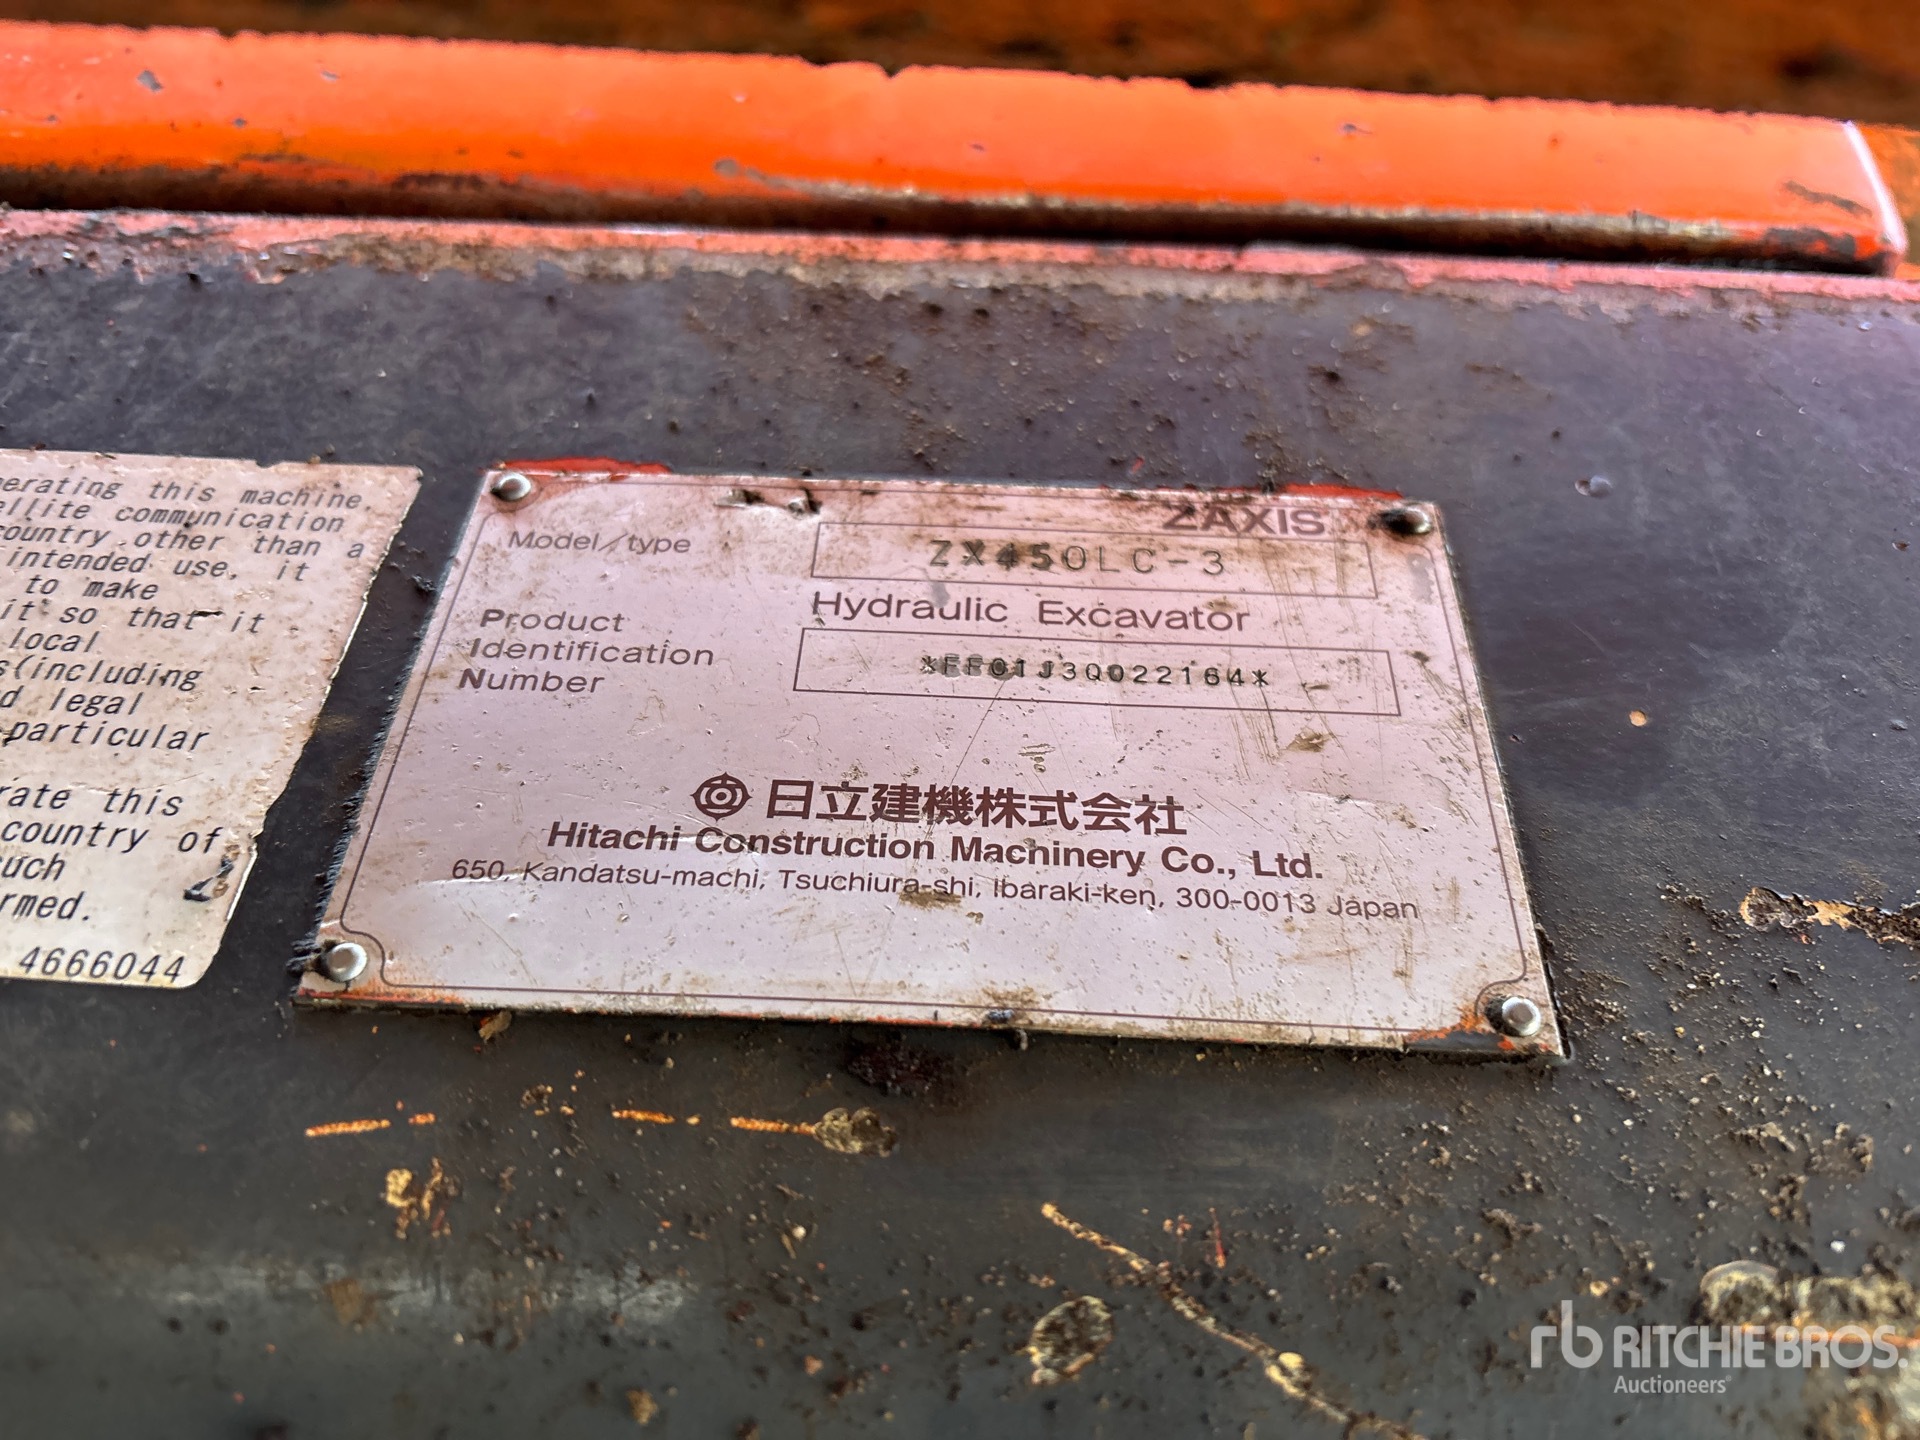 erating this machine,
ellite communication
country other than a
intended use, it
to make
it so that it
local
s(including
d legal
particular
rate this
country of
uch
rmed.
4666044
ZAXIS
Model/type ZX450LC-3
Hydraulic Excavator
Product
Identification
Number
*FF01J3Q022164*
日立建機株式会社
Hitachi Construction Machinery Co., Ltd.
650, Kandatsu-machi, Tsuchiura-shi, Ibaraki-ken, 300-0013 Japan
rb RITCHIE BROS.
Auctioneers